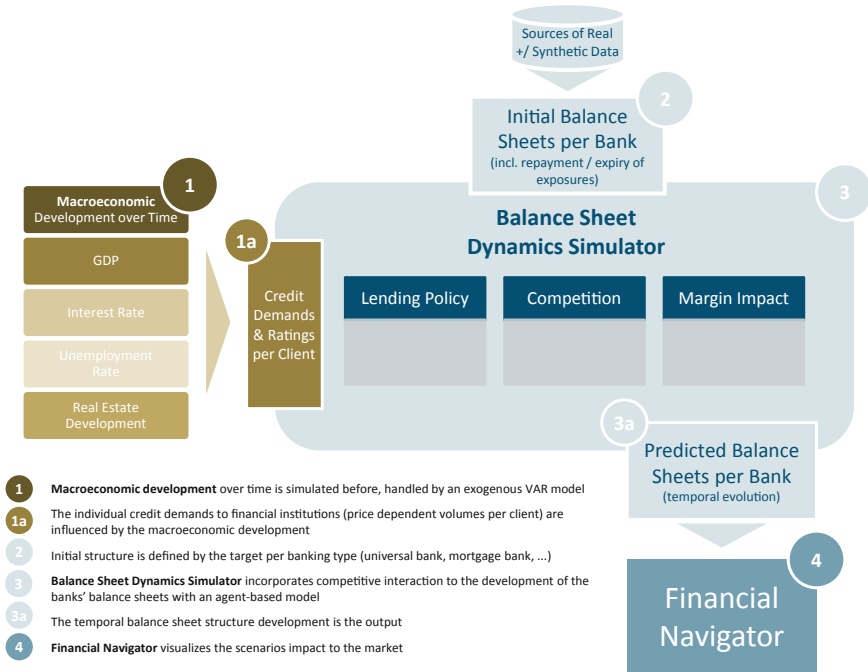 Sources of Real
+/ Synthetic Data
2
Initial Balance
Sheets per Bank
(incl. repayment / expiry of
exposures)
1
Macroeconomic
Development over Time
GDP
Interest Rate
Unemployment
Rate
Real Estate
Development
1a
Credit
Demands
& Ratings
per Client
3
Balance Sheet
Dynamics Simulator
Lending Policy
Competition
Margin Impact
3a
Predicted Balance
Sheets per Bank
(temporal evolution)
4
Financial
Navigator
1 Macroeconomic development over time is simulated before, handled by an exogenous VAR model
1a The individual credit demands to financial institutions (price dependent volumes per client) are
influenced by the macroeconomic development
2 Initial structure is defined by the target per banking type (universal bank, mortgage bank, ...)
3 Balance Sheet Dynamics Simulator incorporates competitive interaction to the development of the
banks' balance sheets with an agent-based model
3a The temporal balance sheet structure development is the output
4 Financial Navigator visualizes the scenarios impact to the market